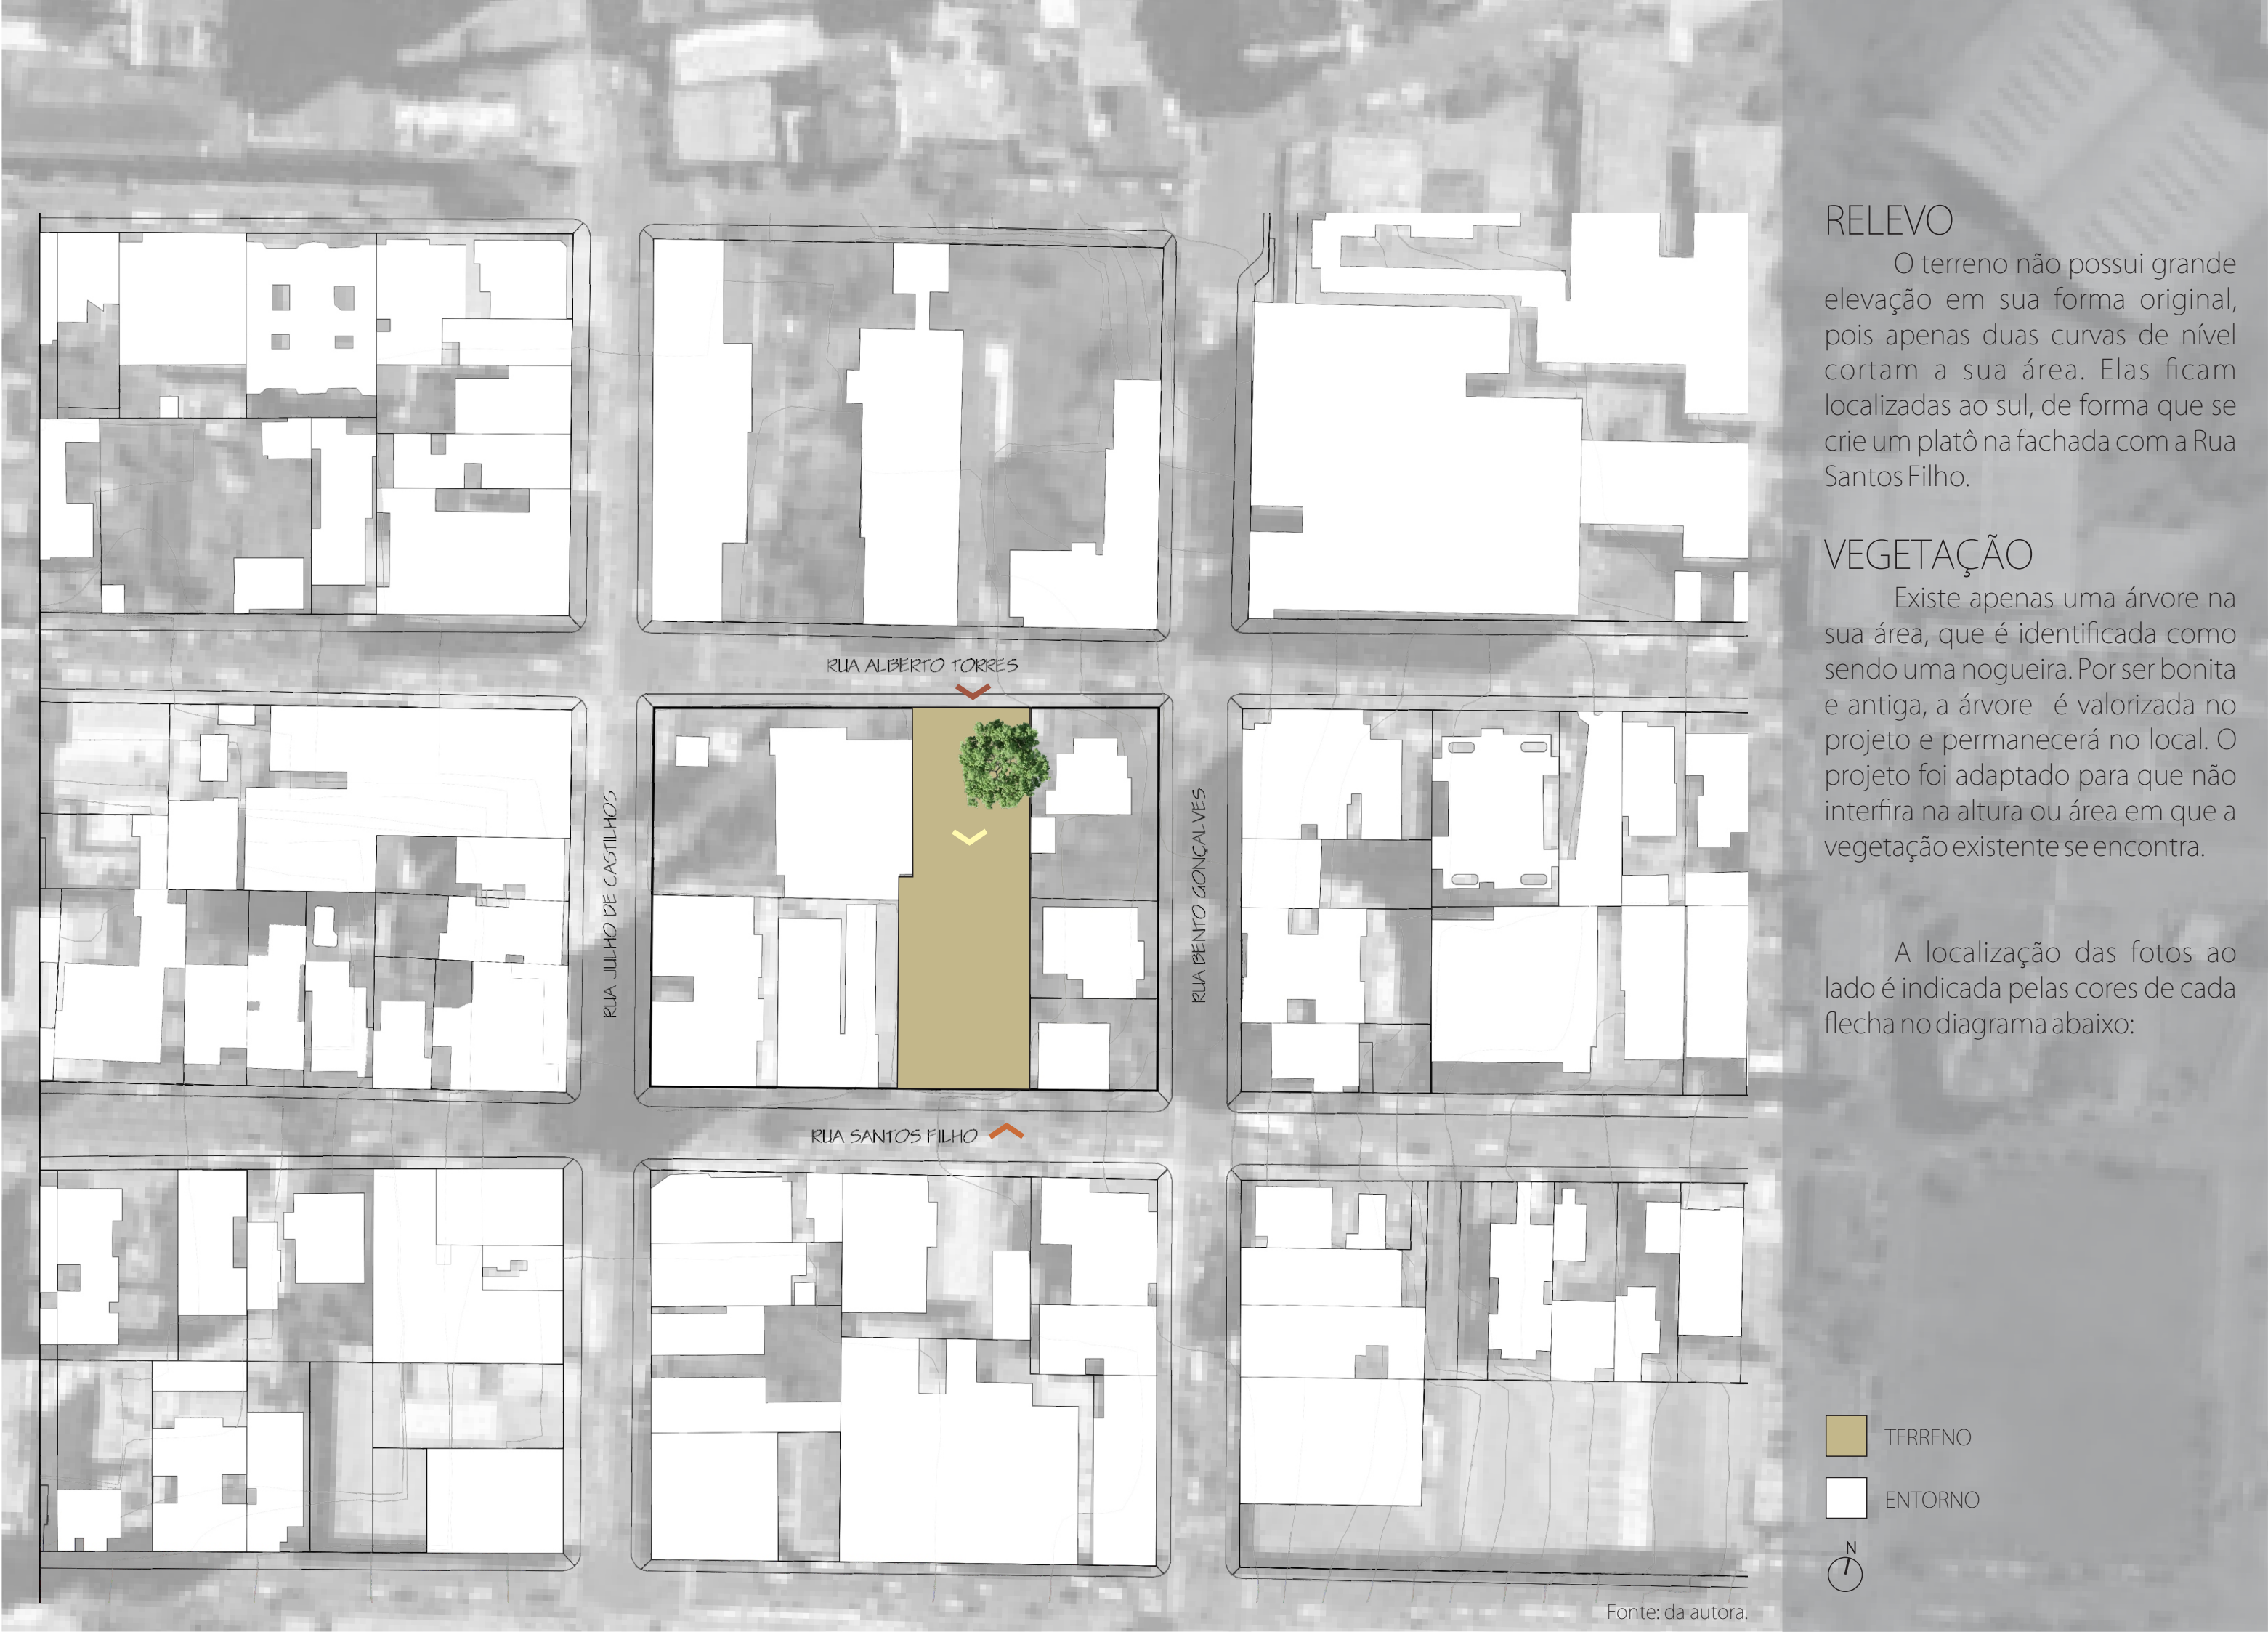 RELEVO
O terreno não possui grande
elevação em sua forma original,
pois apenas duas curvas de nível
cortam a sua área. Elas ficam
localizadas ao sul, de forma que se
crie um platô na fachada com a Rua
Santos Filho.
VEGETAÇÃO
Existe apenas uma árvore na
sua área, que é identificada como
sendo uma nogueira. Por ser bonita
e antiga, a árvore é valorizada no
projeto e permanecerá no local. O
projeto foi adaptado para que não
interfira na altura ou área em que a
vegetação existente se encontra.
A localização das fotos ao
lado é indicada pelas cores de cada
flecha no diagrama abaixo:
RUA ALBERTO TORRES
RUA JULHO DE CASTILHOS
RUA BENTO GONÇALVES
RUA SANTOS FILHO
TERRENO
ENTORNO
N
Fonte: da autora.